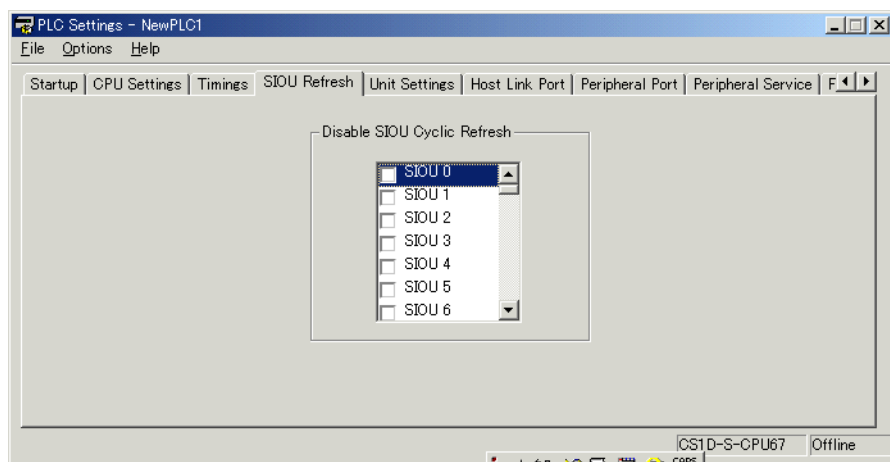 PLC Settings - NewPLC1
File Options Help
Startup CPU Settings Timings SIOU Refresh Unit Settings Host Link Port Peripheral Port Peripheral Service F
Disable SIOU Cyclic Refresh
SIOU 0
SIOU 1
SIOU 2
SIOU 3
SIOU 4
SIOU 5
SIOU 6
CS1D-S-CPU67 Offline
CAPS